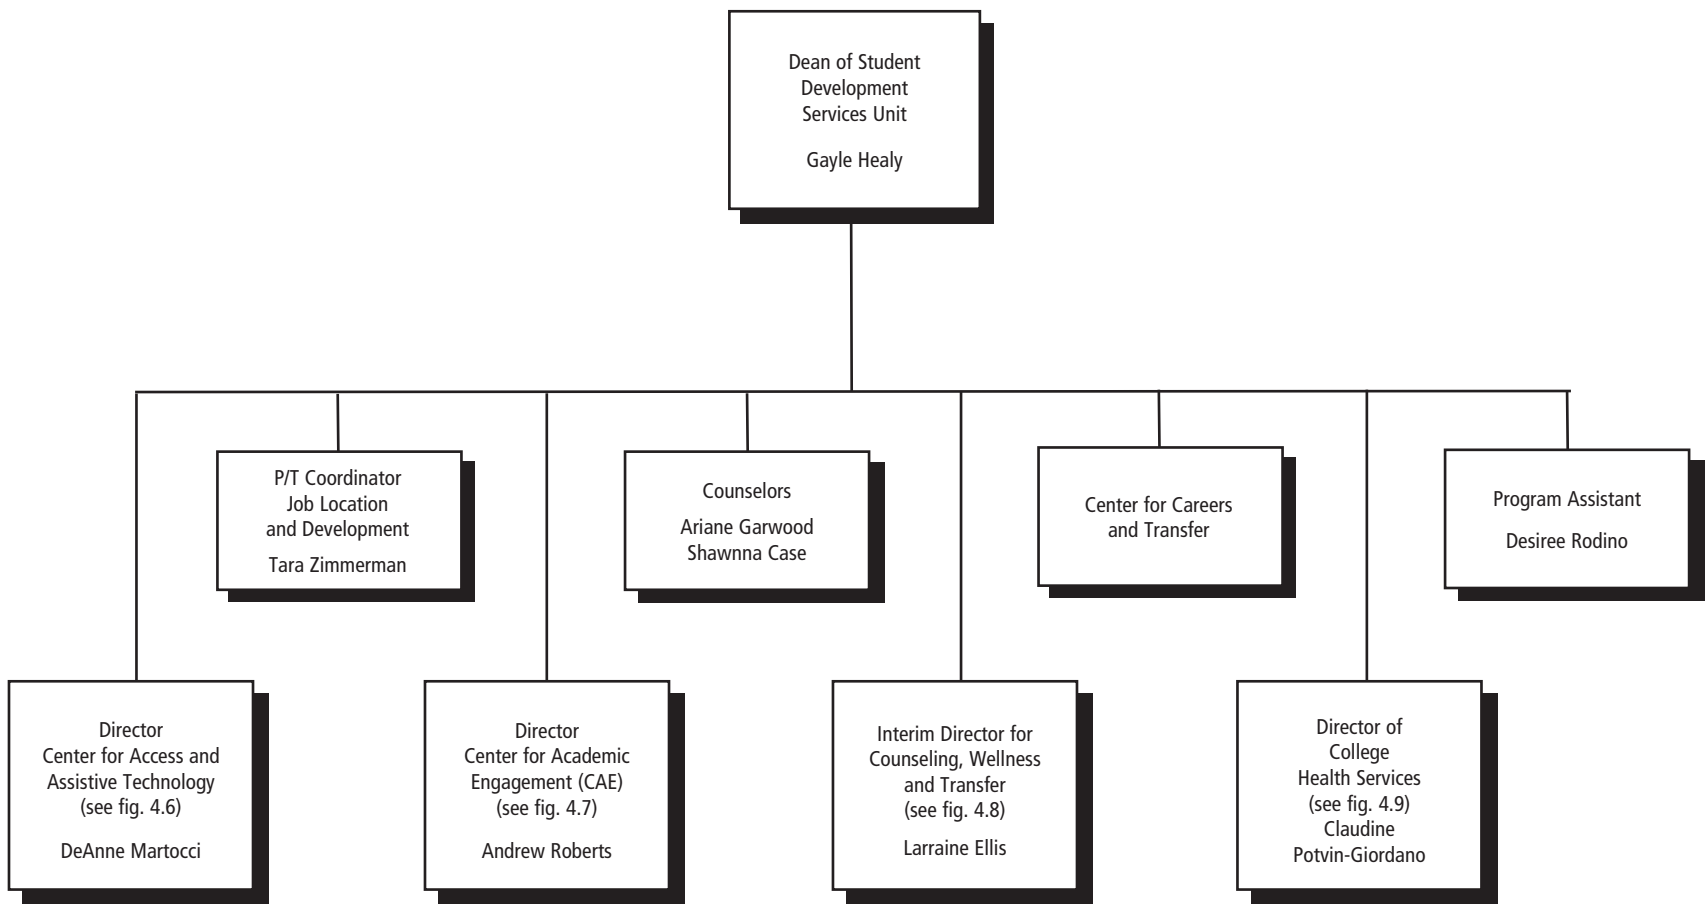 Dean of Student
Development
Services Unit
Gayle Healy
P/T Coordinator
Job Location
and Development
Tara Zimmerman
Counselors
Ariane Garwood
Shawnna Case
Center for Careers
and Transfer
Program Assistant
Desiree Rodino
Director
Center for Access and
Assistive Technology
(see fig. 4.6)
DeAnne Martocci
Director
Center for Academic
Engagement (CAE)
(see fig. 4.7)
Andrew Roberts
Interim Director for
Counseling, Wellness
and Transfer
(see fig. 4.8)
Larraine Ellis
Director of
College
Health Services
(see fig. 4.9)
Claudine
Potvin-Giordano